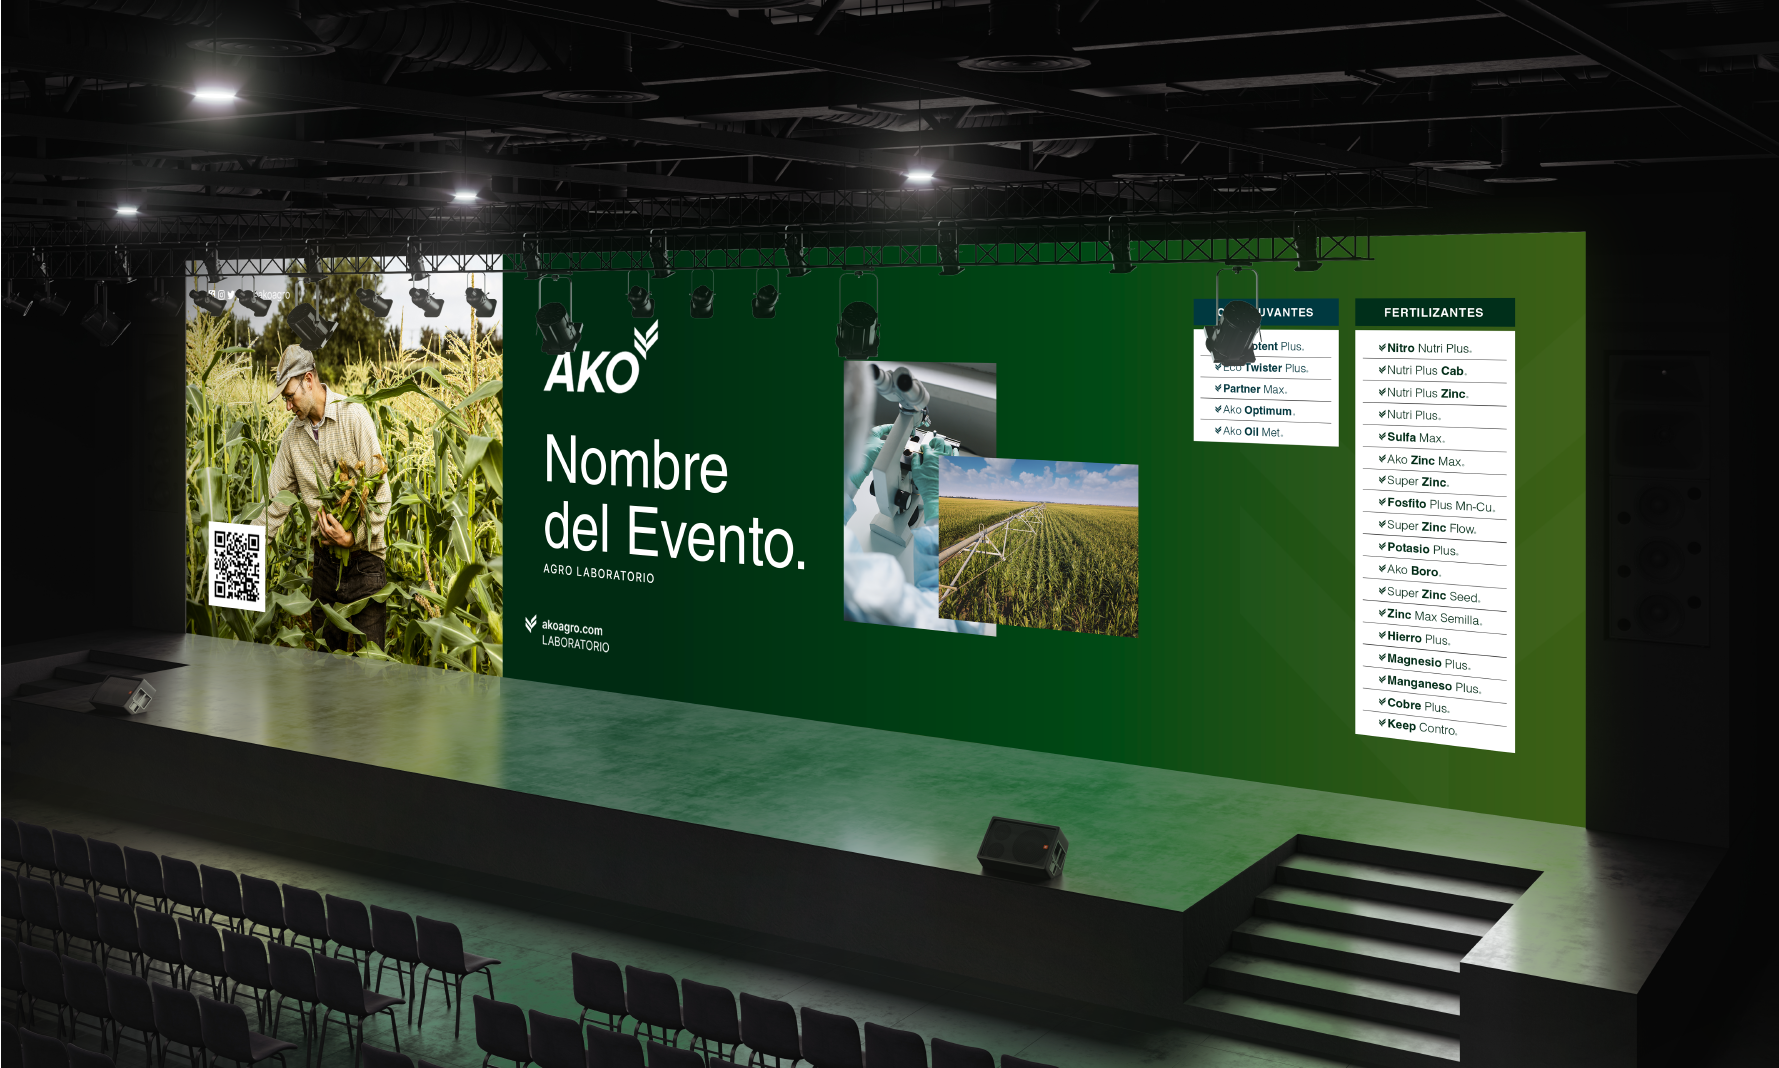 akoagro
AKO
Nombre
del Evento.
AGRO LABORATORIO
akoagro.com
LABORATORIO
UVANTES
tent Plus.
Eco Twister Plus.
Partner Max.
Ako Optimum.
Ako Oil Met.
FERTILIZANTES
Nitro Nutri Plus.
Nutri Plus Cab.
Nutri Plus Zinc.
Nutri Plus.
Sulfa Max.
Ako Zinc Max.
Super Zinc.
Fosfito Plus Mn-Cu.
Super Zinc Flow.
Potasio Plus.
Ako Boro.
Super Zinc Seed.
Zinc Max Semilla.
Hierro Plus.
Magnesio Plus.
Manganeso Plus.
Cobre Plus.
Keep Contro.